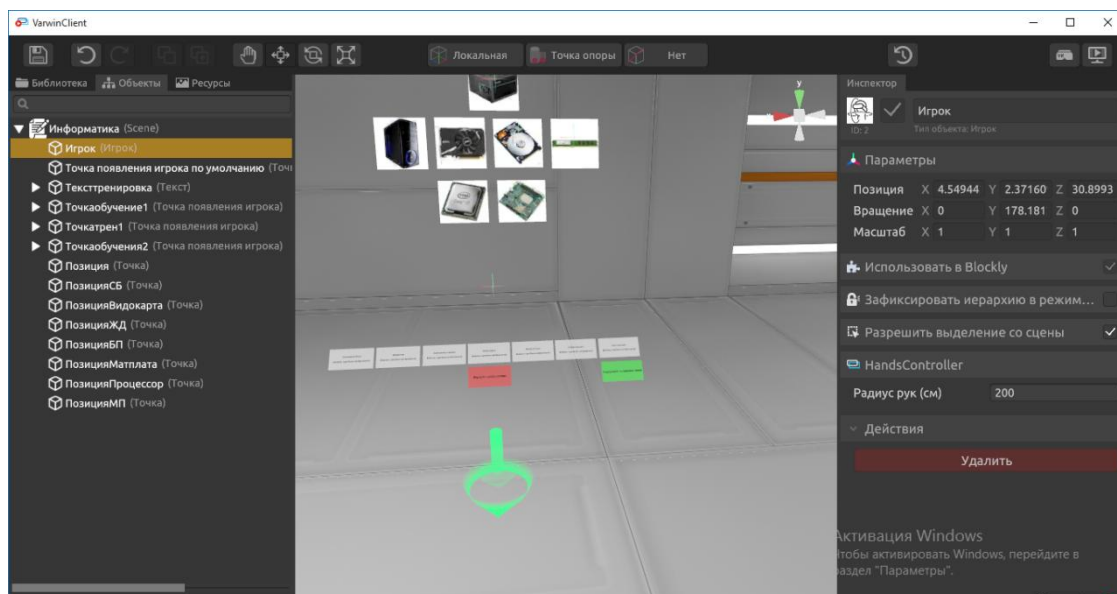 VarwinClient
Локальная
Точка опоры
Нет
Библиотека
Объекты
Ресурсы
Информатика (Scene)
Игрок (Игрок)
Точка появления игрока по умолчанию (Точ
Тексттренировка (Текст)
Точкаобучение1 (Точка появления игрока)
Точкатрен1 (Точка появления игрока)
Точкаобучения2 (Точка появления игрока)
Позиция (Точка)
ПозицияСБ (Точка)
ПозицияВидокарта (Точка)
ПозицияЖД (Точка)
ПозицияБП (Точка)
ПозицияМатплата (Точка)
ПозицияПроцессор (Точка)
ПозицияМП (Точка)
y
Инспектор
Игрок
ID: 2
Тип объекта: Игрок
Параметры
Позиция X 4.54944 Y 2.37160 Z 30.8993
Вращение X 0 Y 178.181 Z 0
Масштаб X 1 Y 1 Z 1
Использовать в Blockly
Зафиксировать иерархию в режим...
Разрешить выделение со сцены
HandsController
Радиус рук (см) 200
Действия
Удалить
Активация Windows
Чтобы активировать Windows, перейдите в
раздел "Параметры".